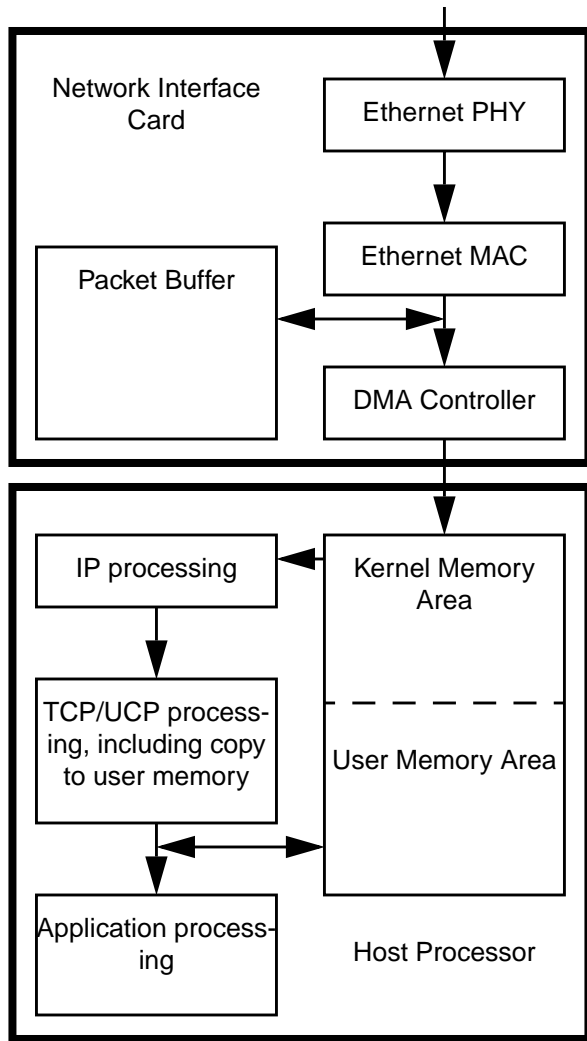 Network Interface
Card
Ethernet PHY
Ethernet MAC
Packet Buffer
DMA Controller
IP processing
Kernel Memory
Area
TCP/UCP process-
ing, including copy
to user memory
User Memory Area
Application process-
ing
Host Processor